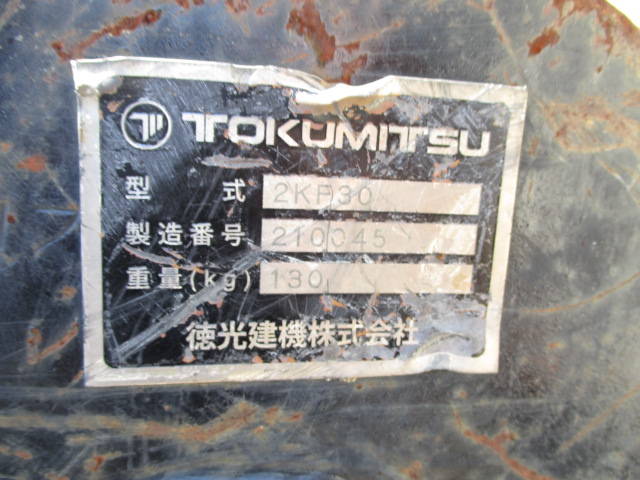 TOKUMITSU
型 式 2KP30
製造番号 210045
重量(kg) 130
徳光建機株式会社